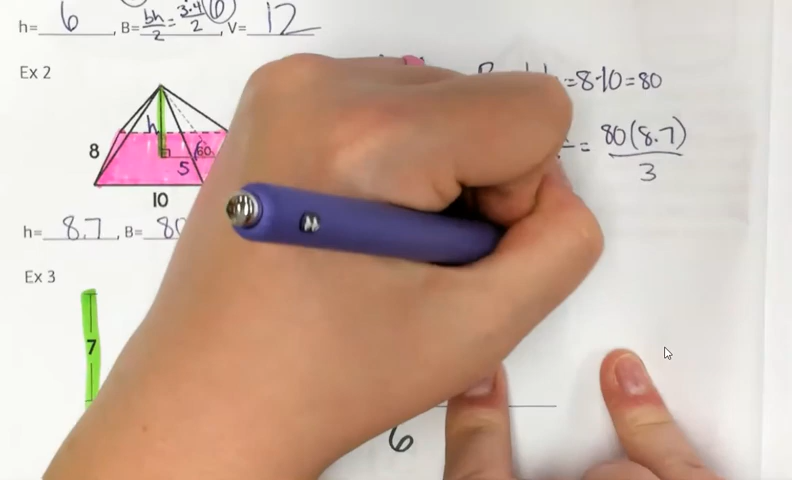 h= 6 , B= bh/2 = 3·4/2 , V= 12
Ex 2
=8·10=80
h
8
60
5
= 80(8.7)/3
10
h= 8.7 , B= 80
Ex 3
7
6